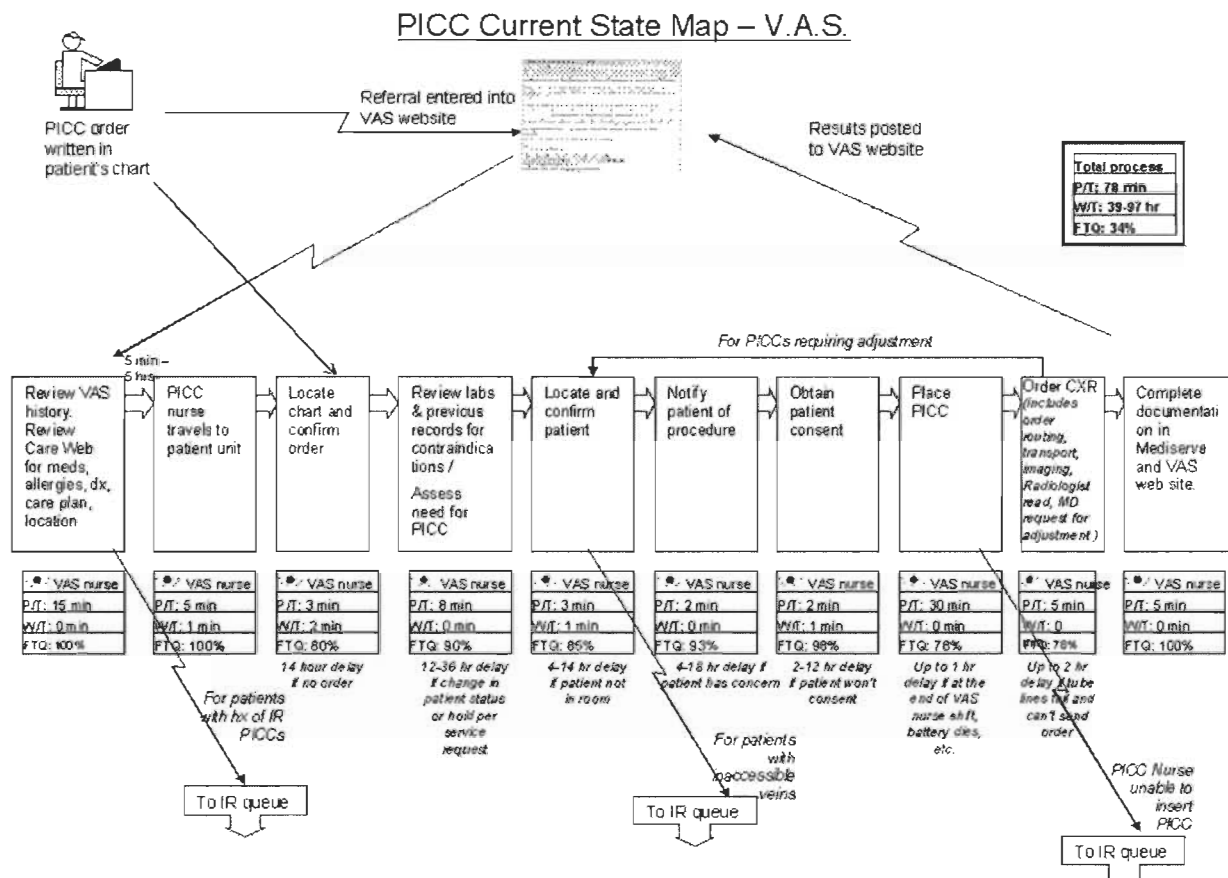 PICC Current State Map – V.A.S.
PICC order
written in
patient's chart
Referral entered into
VAS website
Results posted
to VAS website
Total process
P/T: 78 min
W/T: 39-97 hr
FTQ: 34%
For PICCs requiring adjustment
5 min –
5 hrs
Review VAS
history.
Review
Care Web
for meds,
allergies, dx,
care plan,
location
PICC
nurse
travels to
patient unit
Locate
chart and
confirm
order
Review labs
& previous
records for
contraindica
tions /
Assess
need for
PICC
Locate and
confirm
patient
Notify
patient of
procedure
Obtain
patient
consent
Place
PICC
Order CXR
(includes
order
routing,
transport,
imaging,
Radiologist
read, MD
request for
adjustment)
Complete
documentati
on in
Mediserve
and VAS
web site.
VAS nurse
P/T: 15 min
W/T: 0 min
FTQ: 100%
VAS nurse
P/T: 5 min
W/T: 1 min
FTQ: 100%
VAS nurse
P/T: 3 min
W/T: 2 min
FTQ: 80%
14 hour delay
if no order
VAS nurse
P/T: 8 min
W/T: 0 min
FTQ: 90%
12-36 hr delay
if change in
patient status
or hold per
service
request
VAS nurse
P/T: 3 min
W/T: 1 min
FTQ: 85%
4-14 hr delay
if patient not
in room
VAS nurse
P/T: 2 min
W/T: 0 min
FTQ: 93%
4-18 hr delay if
patient has concern
VAS nurse
P/T: 2 min
W/T: 1 min
FTQ: 98%
2-12 hr delay
if patient won't
consent
VAS nurse
P/T: 30 min
W/T: 0 min
FTQ: 78%
Up to 1 hr
delay if at the
end of VAS
nurse shift,
battery dies,
etc.
VAS nurse
P/T: 5 min
W/T: 0
FTQ: 78%
Up to 2 hr
delay if tube
lines full and
can't send
order
VAS nurse
P/T: 5 min
W/T: 0 min
FTQ: 100%
For patients
with hx of IR
PICCs
To IR queue
For patients
with
inaccessible
veins
To IR queue
PICC Nurse
unable to
insert
PICC
To IR queue